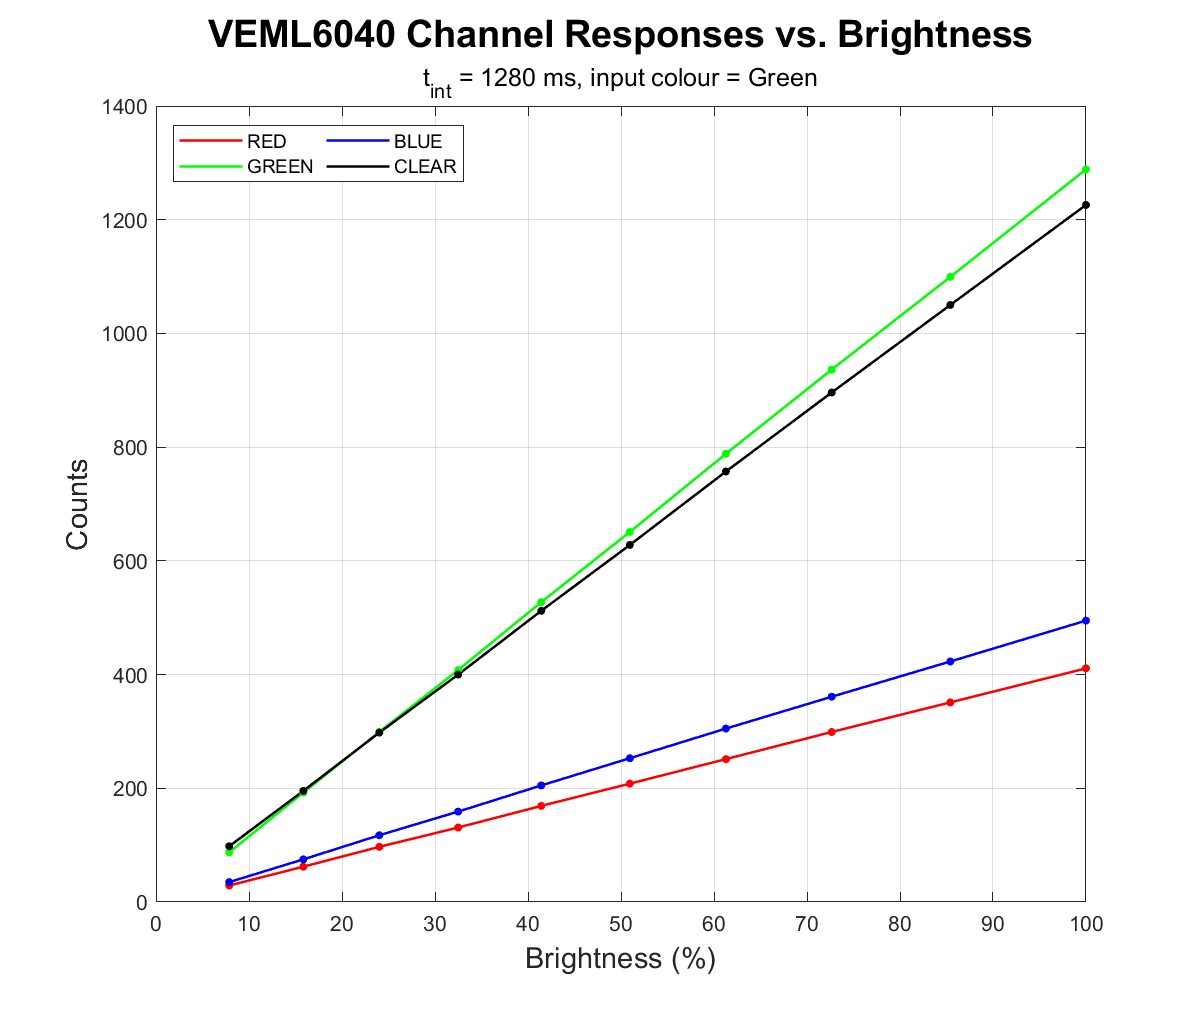 VEML6040 Channel Responses vs. Brightness
t_int = 1280 ms, input colour = Green
RED BLUE
GREEN CLEAR
1400
1200
1000
800
600
400
200
0
Counts
0 10 20 30 40 50 60 70 80 90 100
Brightness (%)